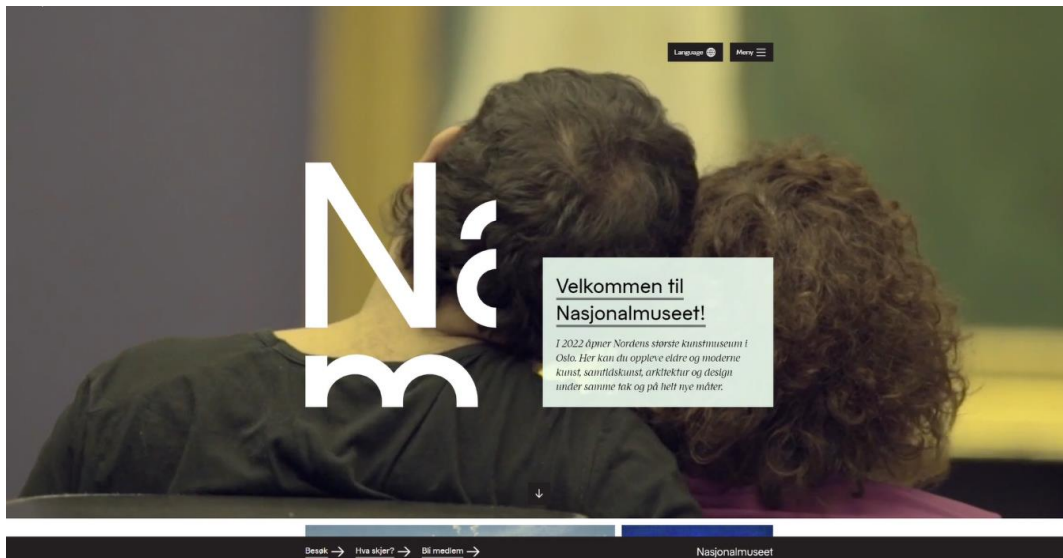 Language
Meny
Na
m
Velkommen til
Nasjonalmuseet!
I 2022 åpner Nordens største kunstmuseum i
Oslo. Her kan du oppleve eldre og moderne
kunst, samtidskunst, arkitektur og design
under samme tak og på helt nye måter.
Besøk → Hva skjer? → Bli medlem → Nasjonalmuseet